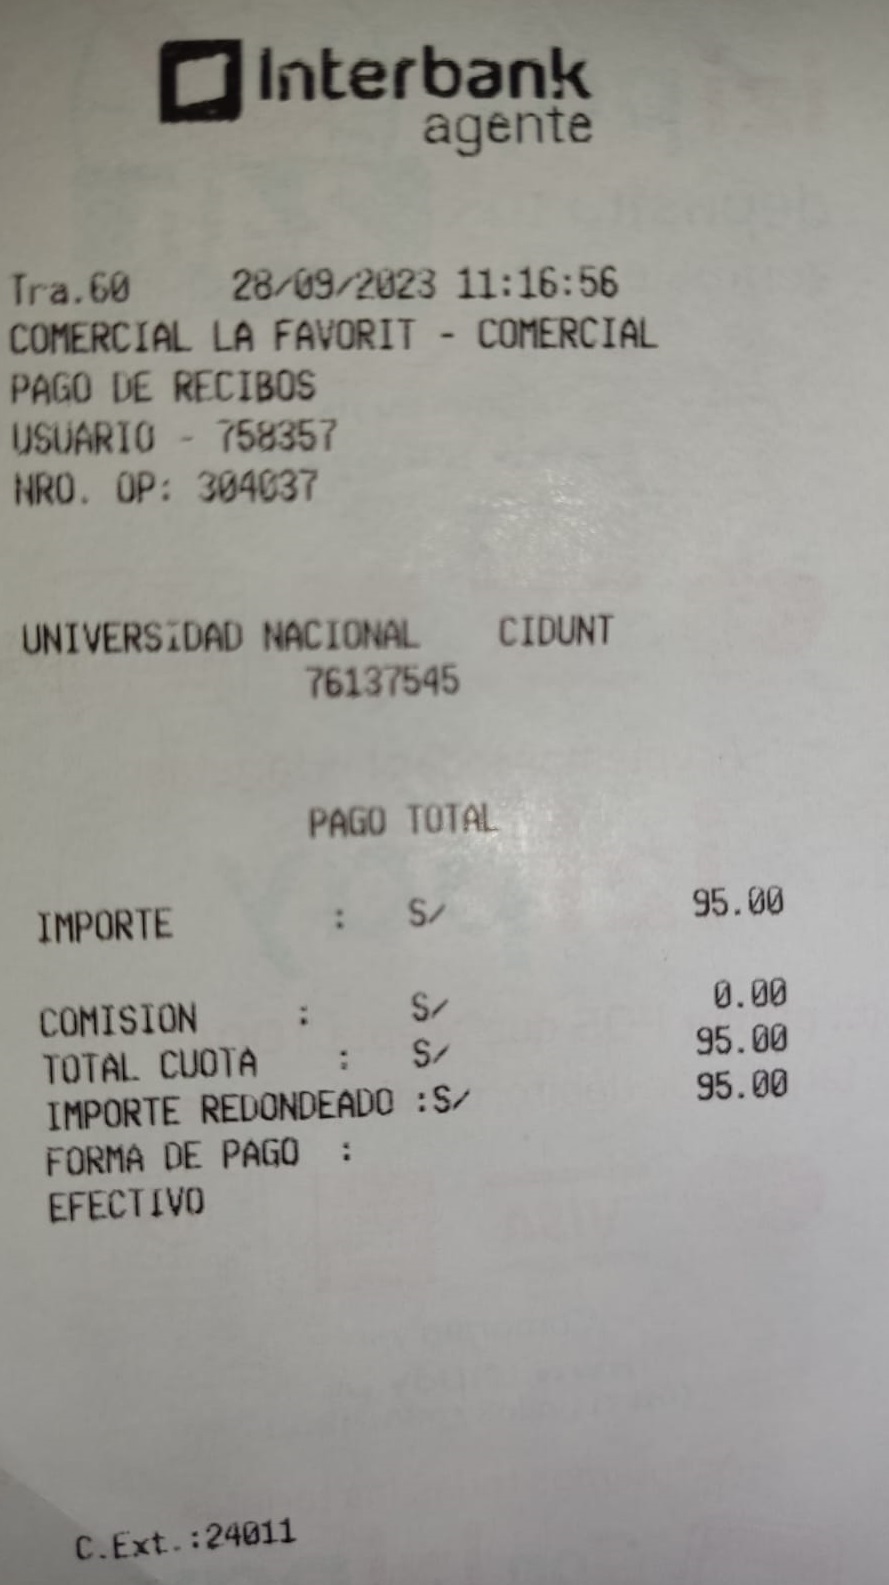 Interbank
agente
Tra.60 28/09/2023 11:16:56
COMERCIAL LA FAVORIT - COMERCIAL
PAGO DE RECIBOS
USUARIO - 758357
NRO. OP: 304037
UNIVERSIDAD NACIONAL CIDUNT
76137545
PAGO TOTAL
IMPORTE : S/ 95.00
COMISION : S/ 0.00
TOTAL CUOTA : S/ 95.00
IMPORTE REDONDEADO :S/ 95.00
FORMA DE PAGO :
EFECTIVO
C.Ext.:24011